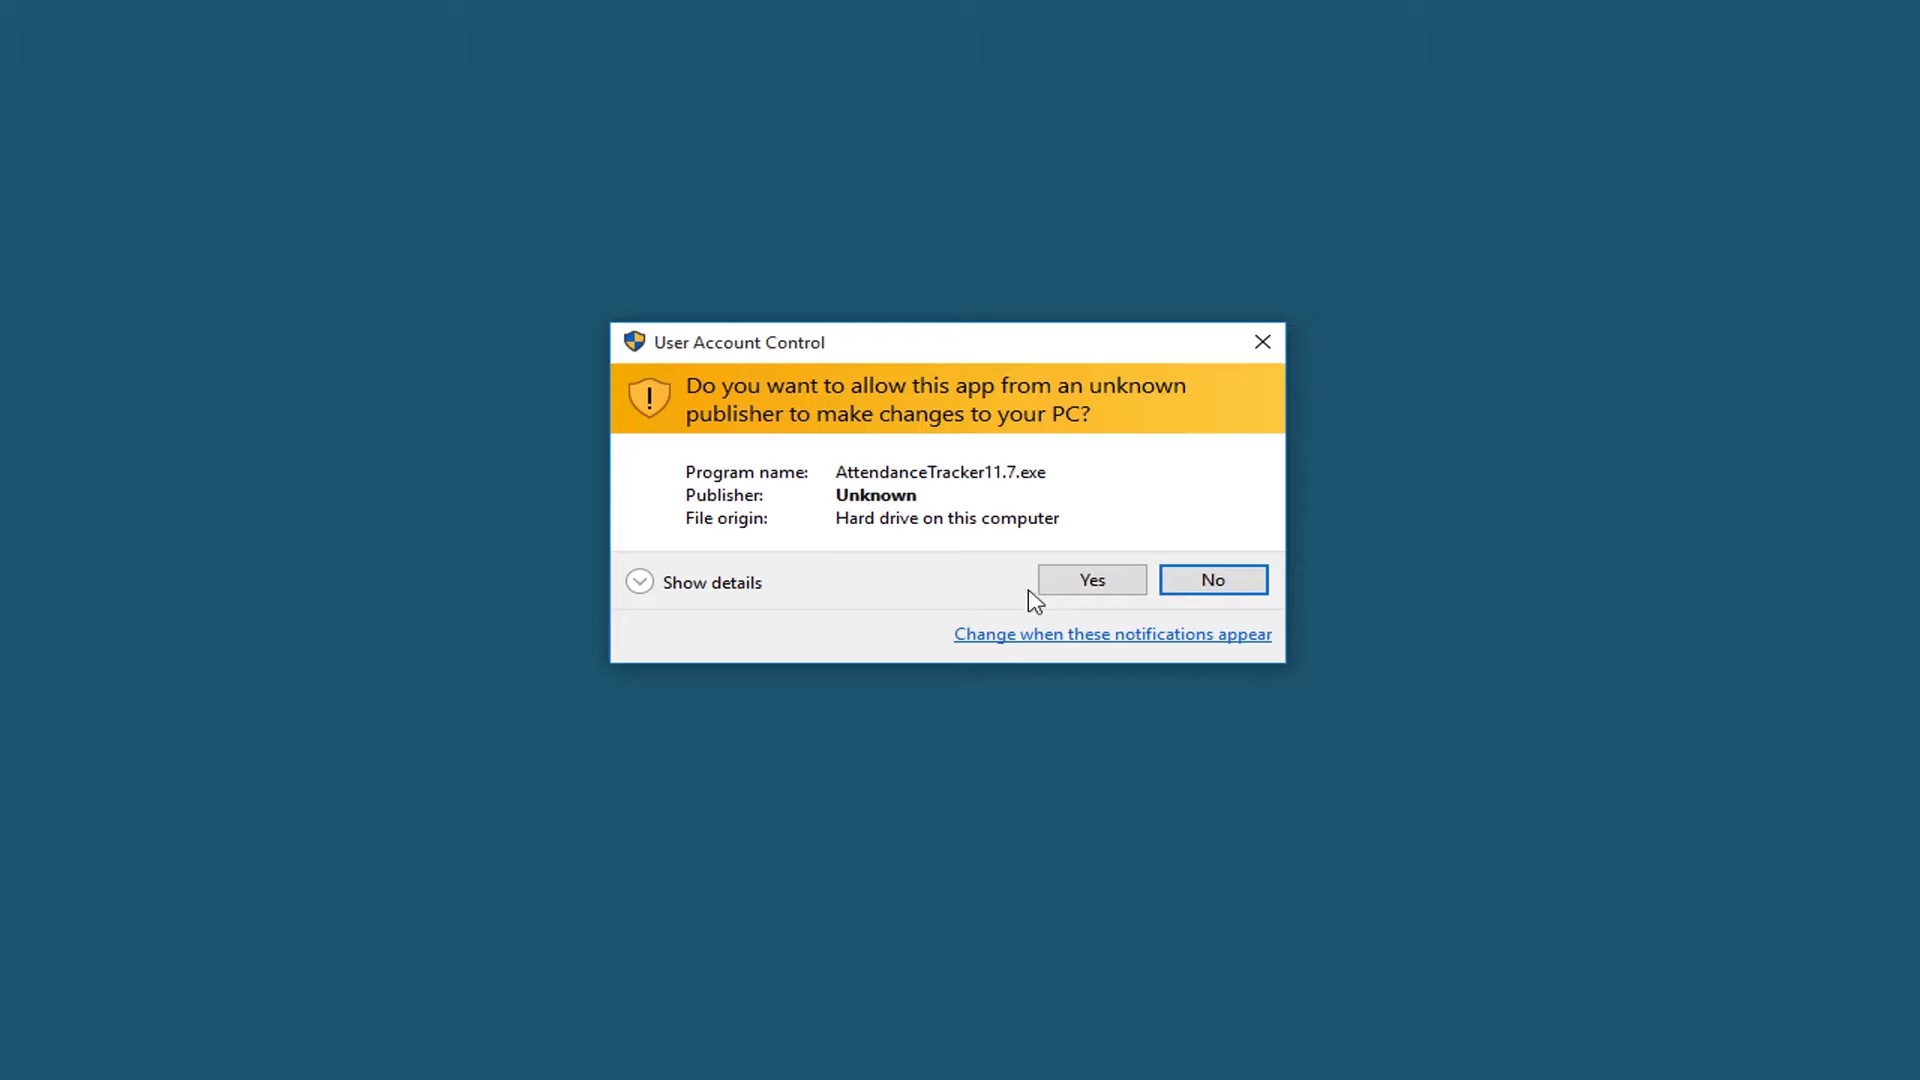 User Account Control
Do you want to allow this app from an unknown
publisher to make changes to your PC?
Program name: AttendanceTracker11.7.exe
Publisher: Unknown
File origin: Hard drive on this computer
Show details
Yes
No
Change when these notifications appear